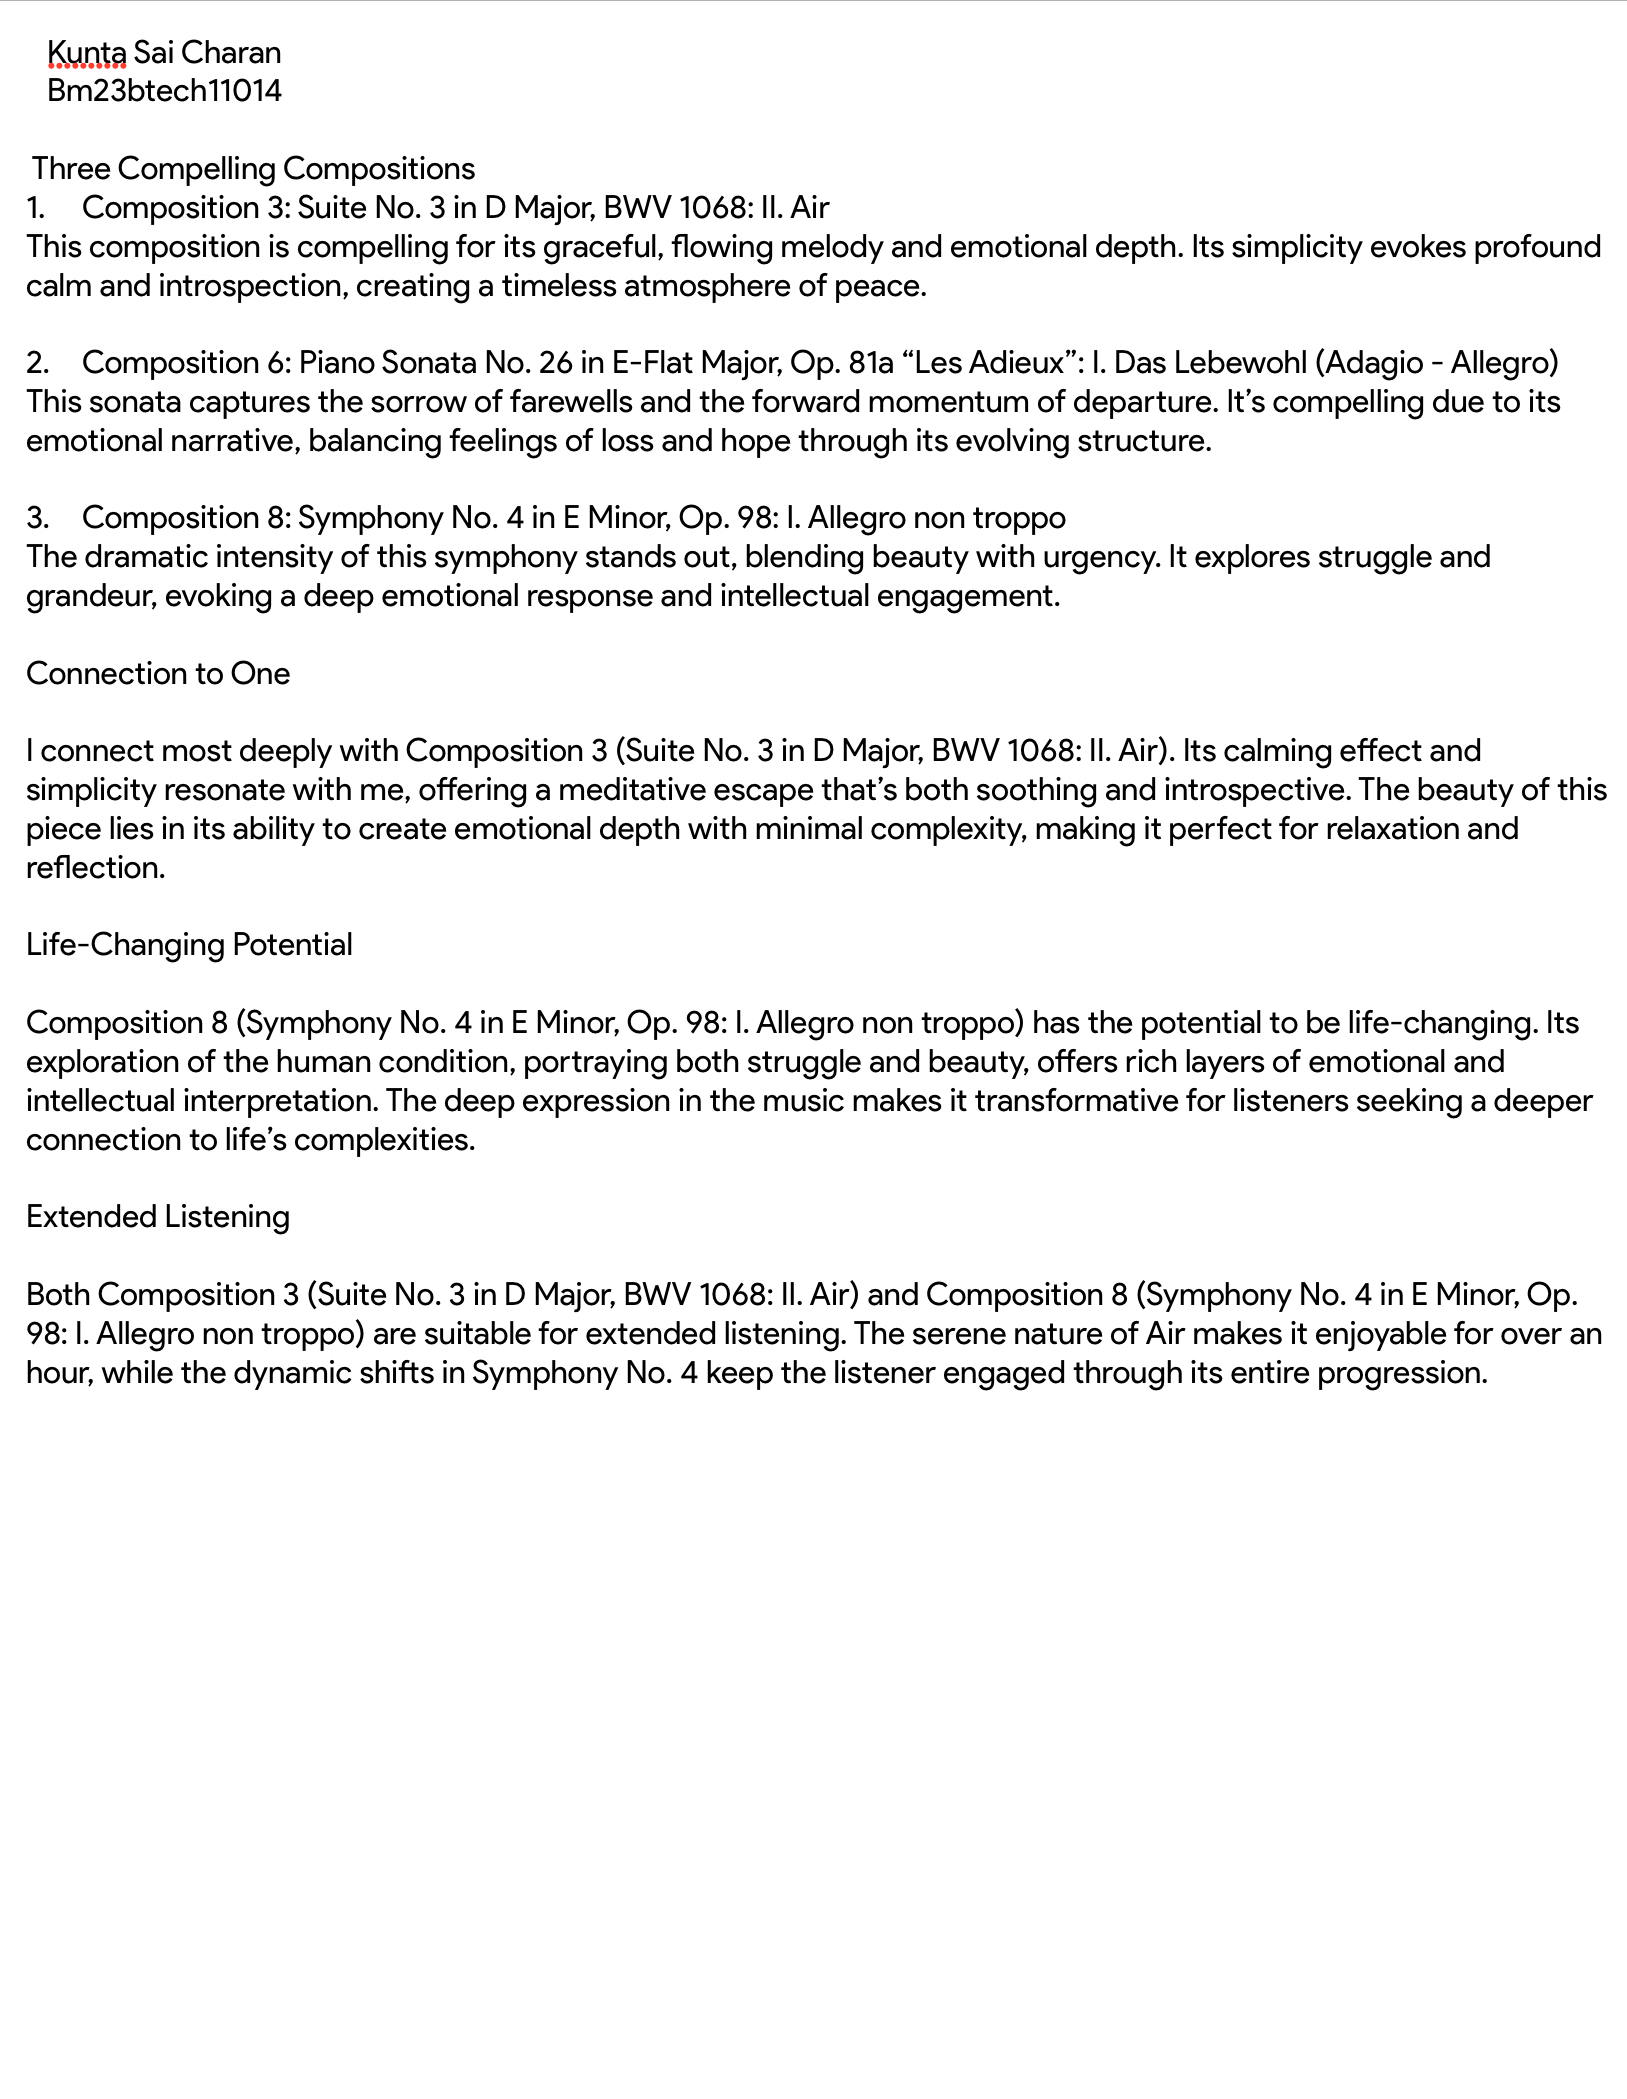 Kunta Sai Charan
Bm23btech11014
Three Compelling Compositions
1. Composition 3: Suite No. 3 in D Major, BWV 1068: II. Air
This composition is compelling for its graceful, flowing melody and emotional depth. Its simplicity evokes profound
calm and introspection, creating a timeless atmosphere of peace.
2. Composition 6: Piano Sonata No. 26 in E-Flat Major, Op. 81a “Les Adieux”: I. Das Lebewohl (Adagio - Allegro)
This sonata captures the sorrow of farewells and the forward momentum of departure. It’s compelling due to its
emotional narrative, balancing feelings of loss and hope through its evolving structure.
3. Composition 8: Symphony No. 4 in E Minor, Op. 98: I. Allegro non troppo
The dramatic intensity of this symphony stands out, blending beauty with urgency. It explores struggle and
grandeur, evoking a deep emotional response and intellectual engagement.
Connection to One
I connect most deeply with Composition 3 (Suite No. 3 in D Major, BWV 1068: II. Air). Its calming effect and
simplicity resonate with me, offering a meditative escape that’s both soothing and introspective. The beauty of this
piece lies in its ability to create emotional depth with minimal complexity, making it perfect for relaxation and
reflection.
Life-Changing Potential
Composition 8 (Symphony No. 4 in E Minor, Op. 98: I. Allegro non troppo) has the potential to be life-changing. Its
exploration of the human condition, portraying both struggle and beauty, offers rich layers of emotional and
intellectual interpretation. The deep expression in the music makes it transformative for listeners seeking a deeper
connection to life’s complexities.
Extended Listening
Both Composition 3 (Suite No. 3 in D Major, BWV 1068: II. Air) and Composition 8 (Symphony No. 4 in E Minor, Op.
98: I. Allegro non troppo) are suitable for extended listening. The serene nature of Air makes it enjoyable for over an
hour, while the dynamic shifts in Symphony No. 4 keep the listener engaged through its entire progression.